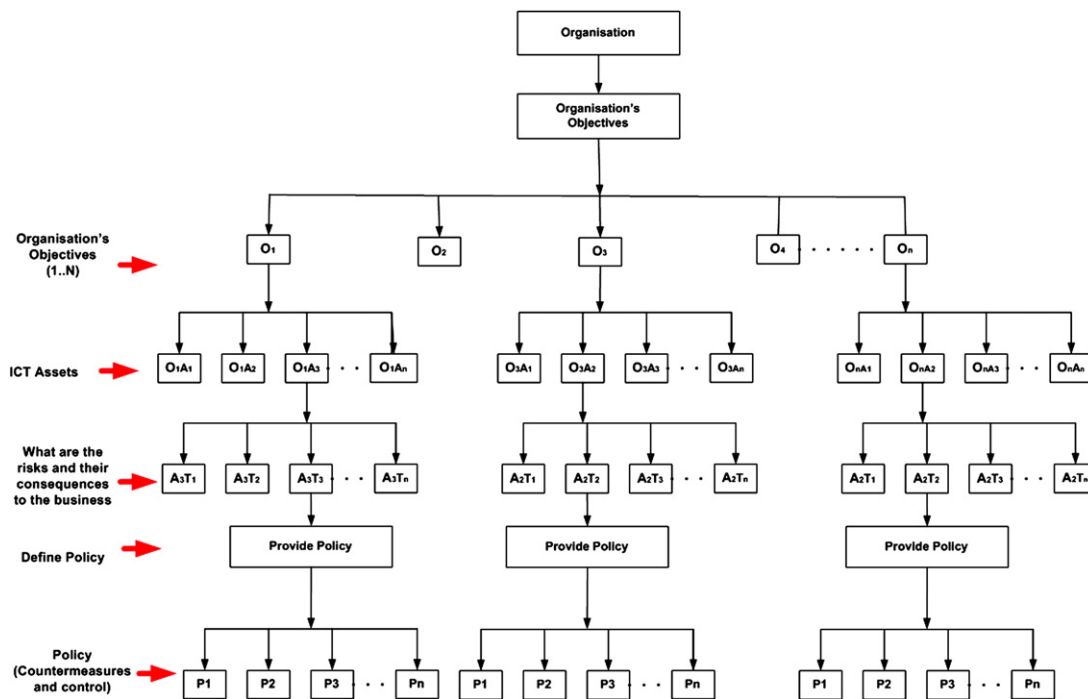 Organisation
Organisation's
Objectives
Organisation's
Objectives
(1..N)
O₁ O₂ O₃ O₄ . . . . . . . Oₙ
ICT Assets
O₁A₁ O₁A₂ O₁A₃ . . . O₁Aₙ O₃A₁ O₃A₂ O₃A₃ . . . O₃Aₙ OₙA₁ OₙA₂ OₙA₃ . . . OₙAₙ
What are the
risks and their
consequences
to the business
A₃T₁ A₃T₂ A₃T₃ . . . A₃Tₙ A₂T₁ A₂T₂ A₂T₃ . . . A₂Tₙ A₂T₁ A₂T₂ A₂T₃ . . . A₂Tₙ
Define Policy
Provide Policy Provide Policy Provide Policy
Policy
(Countermeasures
and control)
P1 P2 P3 . . . Pn P1 P2 P3 . . . Pn P1 P2 P3 . . . Pn